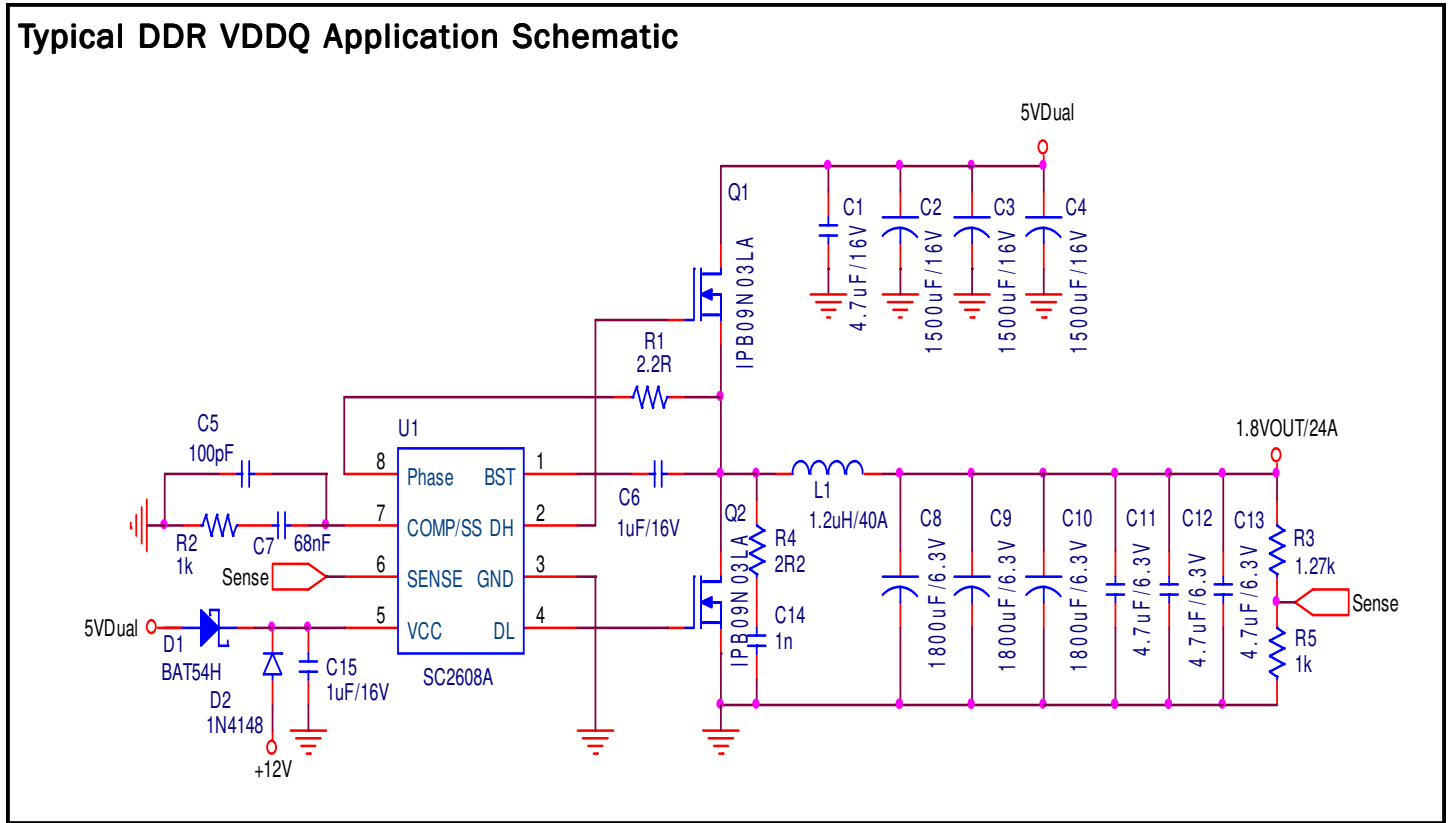 Typical DDR VDDQ Application Schematic
5VDual
Q1
IPB09N03LA
C1
4.7uF/16V
C2
1500uF/16V
C3
1500uF/16V
C4
1500uF/16V
R1
2.2R
C5
100pF
U1
8
Phase
BST
1
7
COMP/SS
DH
2
6
SENSE
GND
3
5
VCC
DL
4
SC2608A
R2
1k
C7
68nF
Sense
5VDual
D1
BAT54H
D2
1N4148
+12V
C15
1uF/16V
C6
1uF/16V
Q2
IPB09N03LA
R4
2R2
C14
1n
L1
1.2uH/40A
1.8VOUT/24A
C8
1800uF/6.3V
C9
1800uF/6.3V
C10
1800uF/6.3V
C11
4.7uF/6.3V
C12
4.7uF/6.3V
C13
4.7uF/6.3V
R3
1.27k
Sense
R5
1k